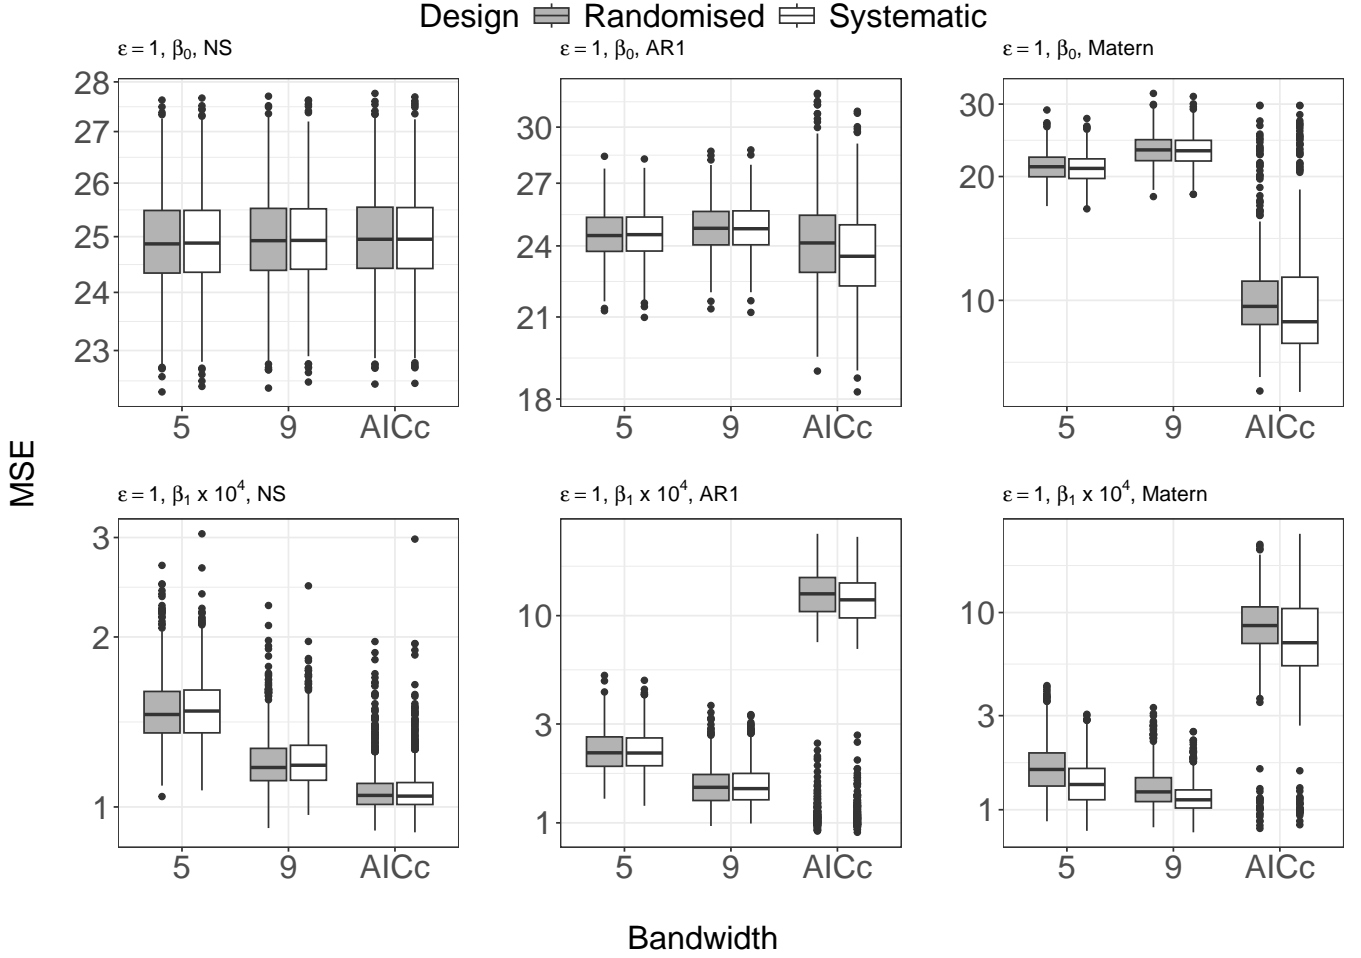 Design Randomised Systematic
ε = 1, β0, NS
28
27
26
25
24
23
5 9 AICc
ε = 1, β0, AR1
30
27
24
21
18
5 9 AICc
ε = 1, β0, Matern
30
20
10
5 9 AICc
MSE
ε = 1, β1 x 10^4, NS
3
2
1
5 9 AICc
ε = 1, β1 x 10^4, AR1
10
3
1
5 9 AICc
ε = 1, β1 x 10^4, Matern
10
3
1
5 9 AICc
Bandwidth